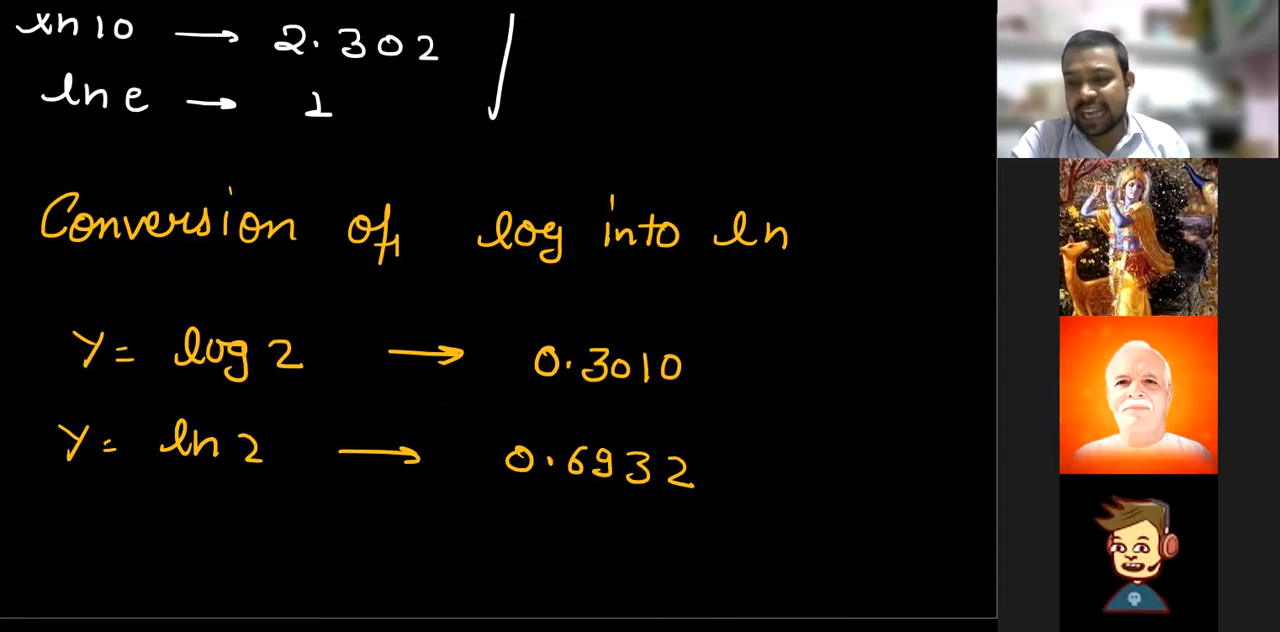 ln 10 → 2.302
ln e → 1
Conversion of log into ln
y = log 2 → 0.3010
y = ln 2 → 0.6932